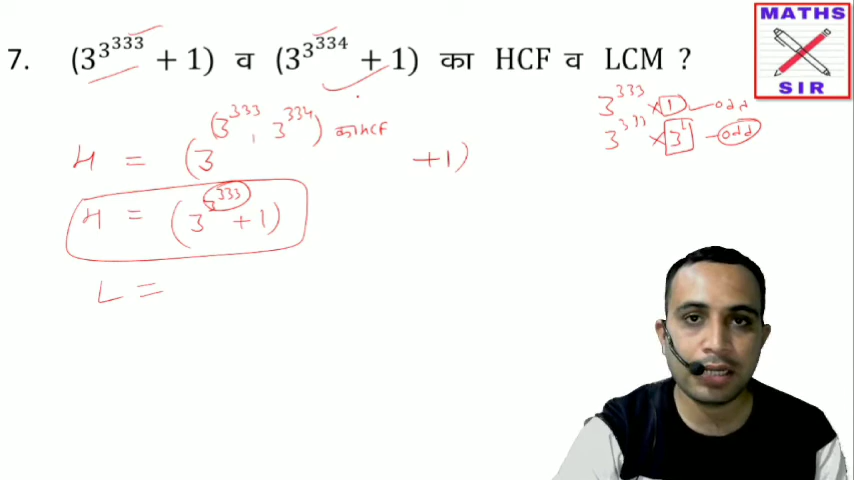 MATHS
SIR
7. (3^3^333 + 1) व (3^3^334 + 1) का HCF व LCM ?
3^333 × 1 – odd
3^333 × 3^1 – odd
(3^333, 3^334) का HCF
H = (3 +1)
H = (3^3^333 + 1)
L =